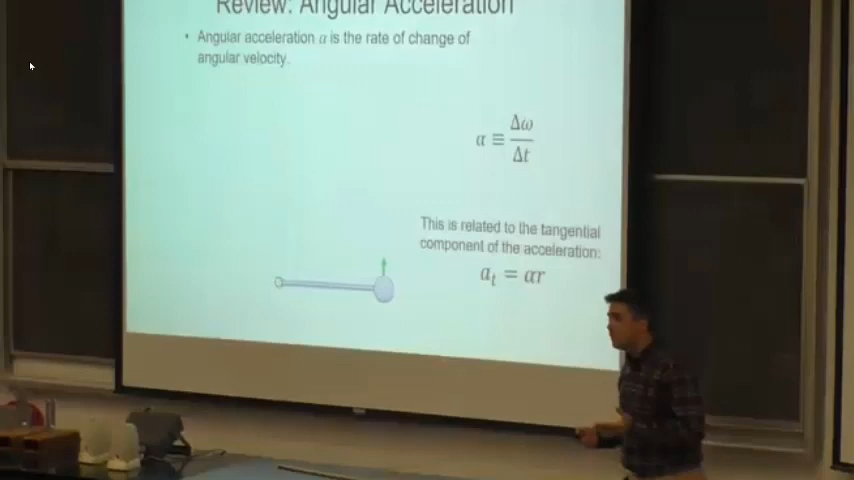 Review: Angular Acceleration
• Angular acceleration α is the rate of change of
angular velocity.
α ≡ Δω/Δt
This is related to the tangential
component of the acceleration:
aₜ = αr